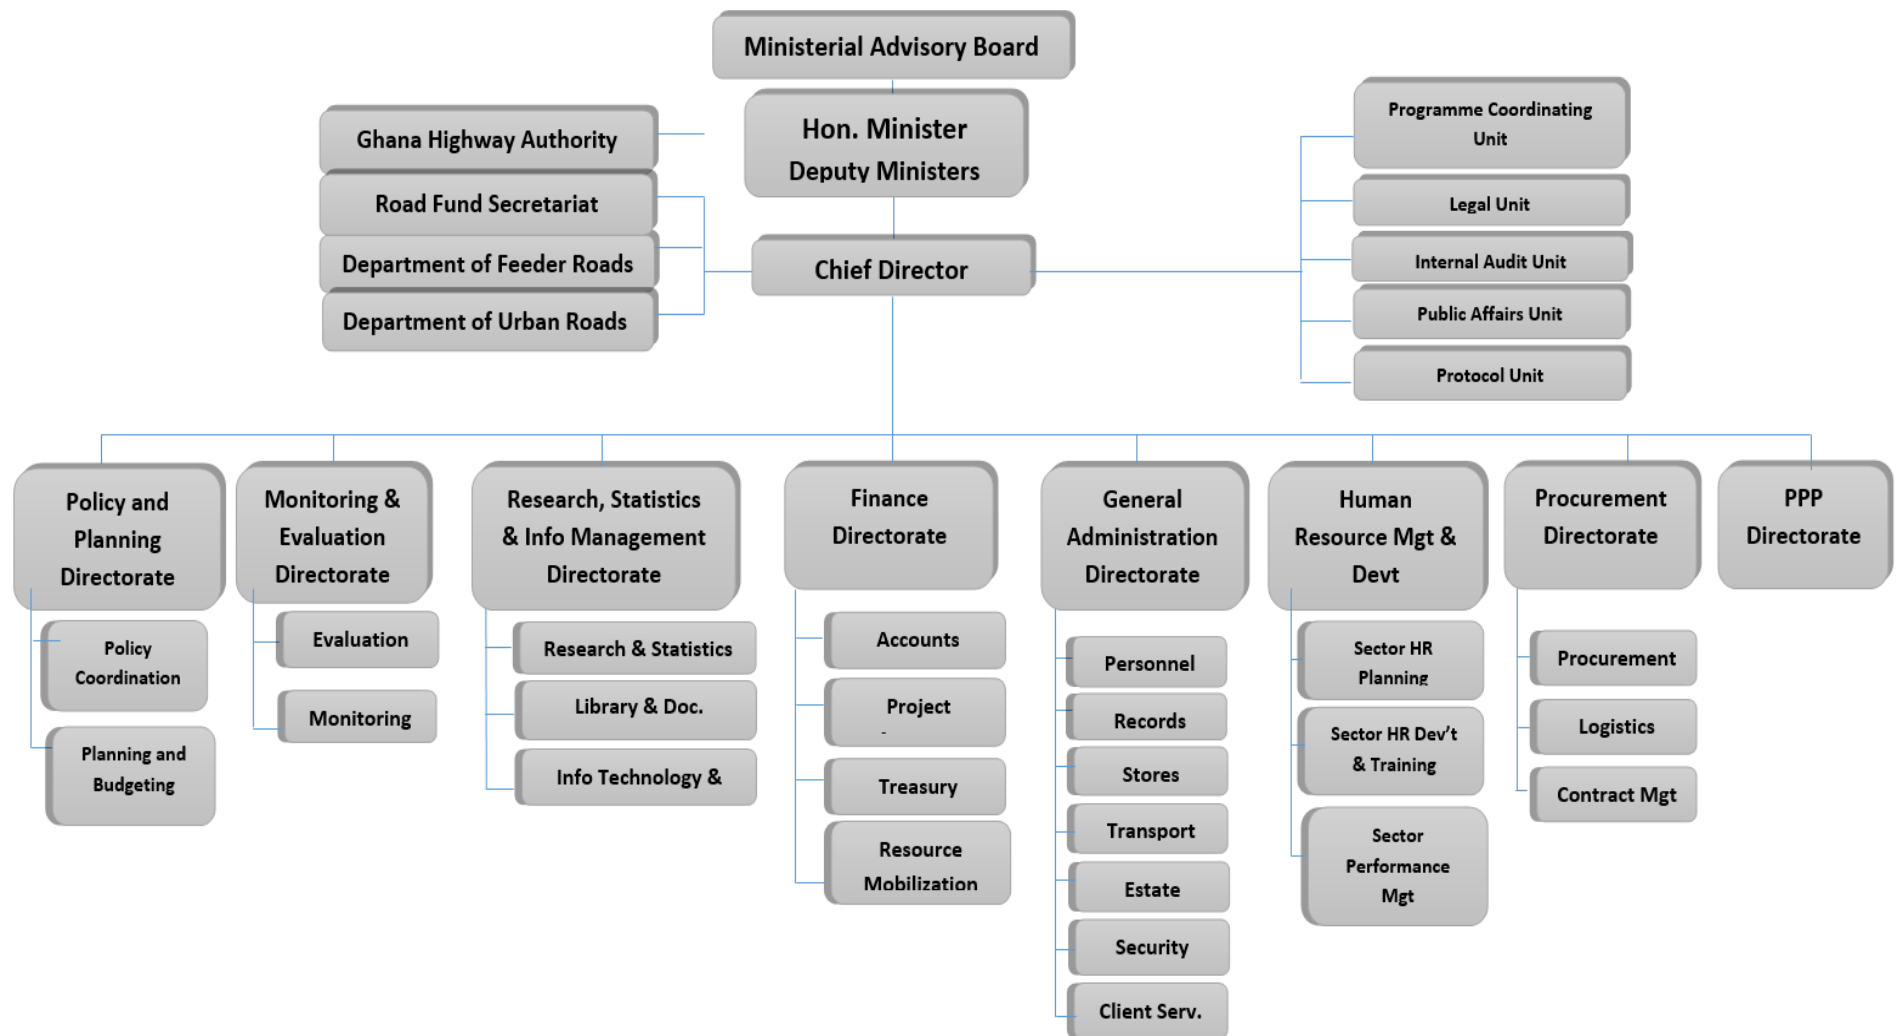 Ministerial Advisory Board
Hon. Minister
Deputy Ministers
Chief Director
Ghana Highway Authority
Road Fund Secretariat
Department of Feeder Roads
Department of Urban Roads
Programme Coordinating
Unit
Legal Unit
Internal Audit Unit
Public Affairs Unit
Protocol Unit
Policy and
Planning
Directorate
Policy
Coordination
Planning and
Budgeting
Monitoring &
Evaluation
Directorate
Evaluation
Monitoring
Research, Statistics
& Info Management
Directorate
Research & Statistics
Library & Doc.
Info Technology &
Finance
Directorate
Accounts
Project
Treasury
Resource
Mobilization
General
Administration
Directorate
Personnel
Records
Stores
Transport
Estate
Security
Client Serv.
Human
Resource Mgt &
Devt
Sector HR
Planning
Sector HR Dev't
& Training
Sector
Performance
Mgt
Procurement
Directorate
Procurement
Logistics
Contract Mgt
PPP
Directorate